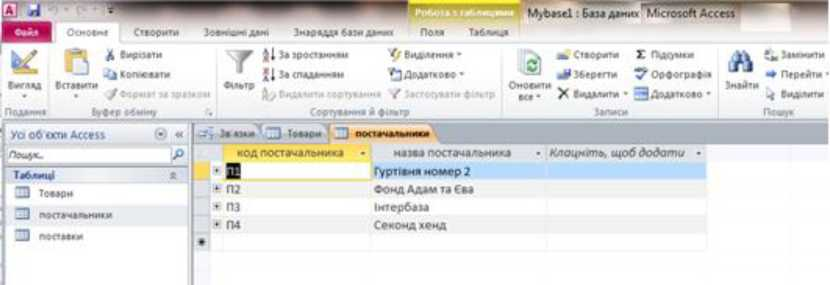 Робота з таблицями Mybase1 : База даних Microsoft Access
Файл Основне Створити Зовнішні дані Знаряддя бази даних Поля Таблиця
Вирізати За зростанням Виділення Створити Підсумки Замінити
Копіювати За спаданням Додатково Зберегти Орфографія Перейти
Вигляд Вставити Формат за зразком Фільтр Видалити сортування Застосувати фільтр Оновити все Видалити Додатково Знайти Виділити
Подання Буфер обміну Сортування й фільтр Записи Пошук
Усі об'єкти Access Зв'язки Товари постачальники
Пошук... код постачальника назва постачальника Клацніть, щоб додати
Таблиці П1 Гуртівня номер 2
Товари П2 Фонд Адам та Єва
постачальники П3 Інтербаза
поставки П4 Секонд хенд